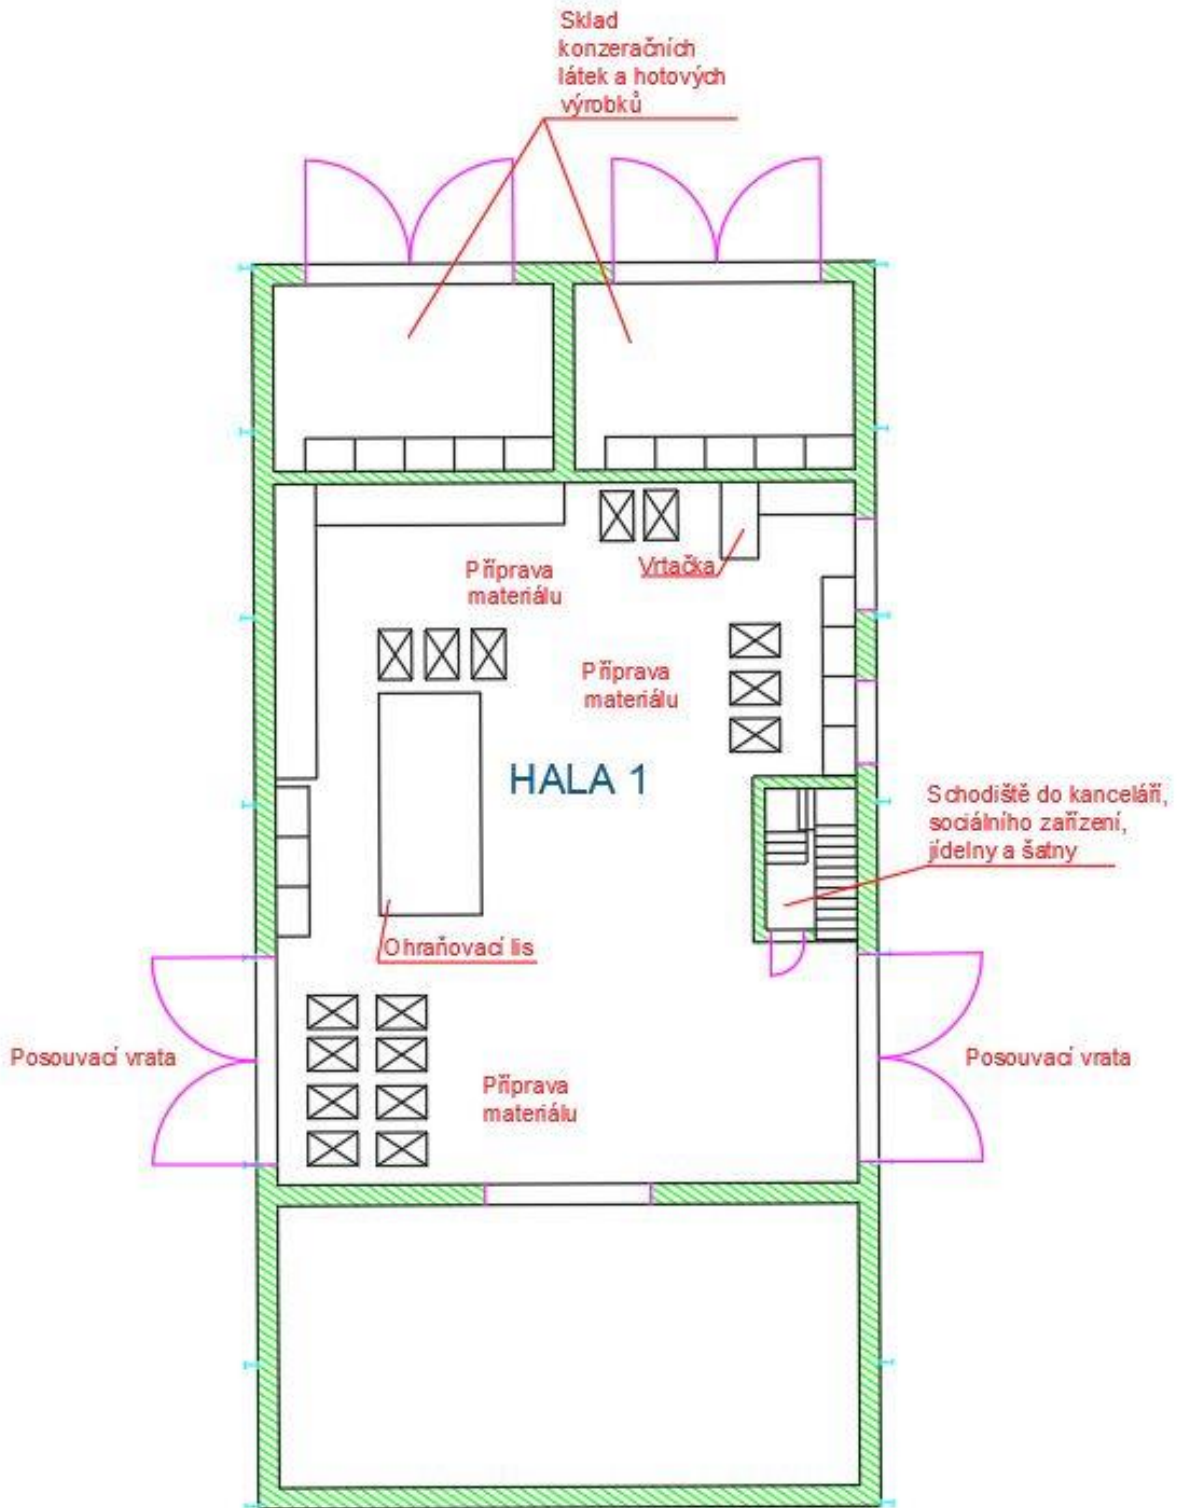 Sklad
konzeračních
látek a hotových
výrobků
Příprava
materiálu
Vrtačka
Příprava
materiálu
HALA 1
Schodiště do kanceláří,
sociálního zařízení,
jídelny a šatny
Ohraňovací lis
Posouvací vrata
Posouvací vrata
Příprava
materiálu